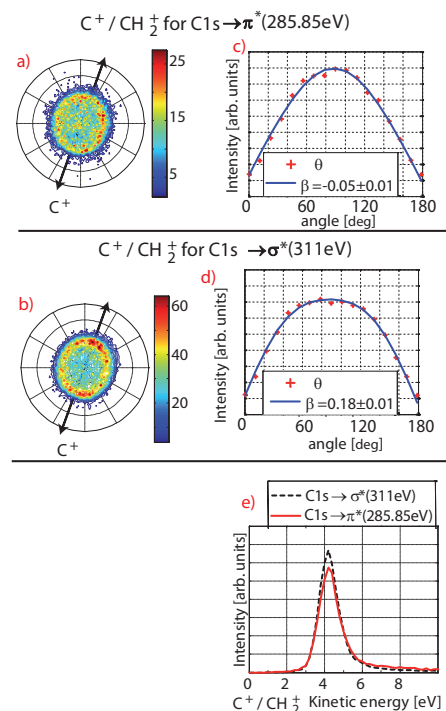 C⁺ / CH₂⁺ for C1s → π*(285.85eV)
a)
25
15
5
C⁺
c)
Intensity [arb. units]
θ
β=-0.05±0.01
0 60 120 180
angle [deg]
C⁺ / CH₂⁺ for C1s → σ*(311eV)
b)
60
40
20
C⁺
d)
Intensity [arb. units]
θ
β=0.18±0.01
0 60 120 180
angle [deg]
e)
C1s→σ*(311eV)
C1s→π*(285.85eV)
Intensity [arb. units]
0 2 4 6 8
C⁺ / CH₂⁺ Kinetic energy [eV]